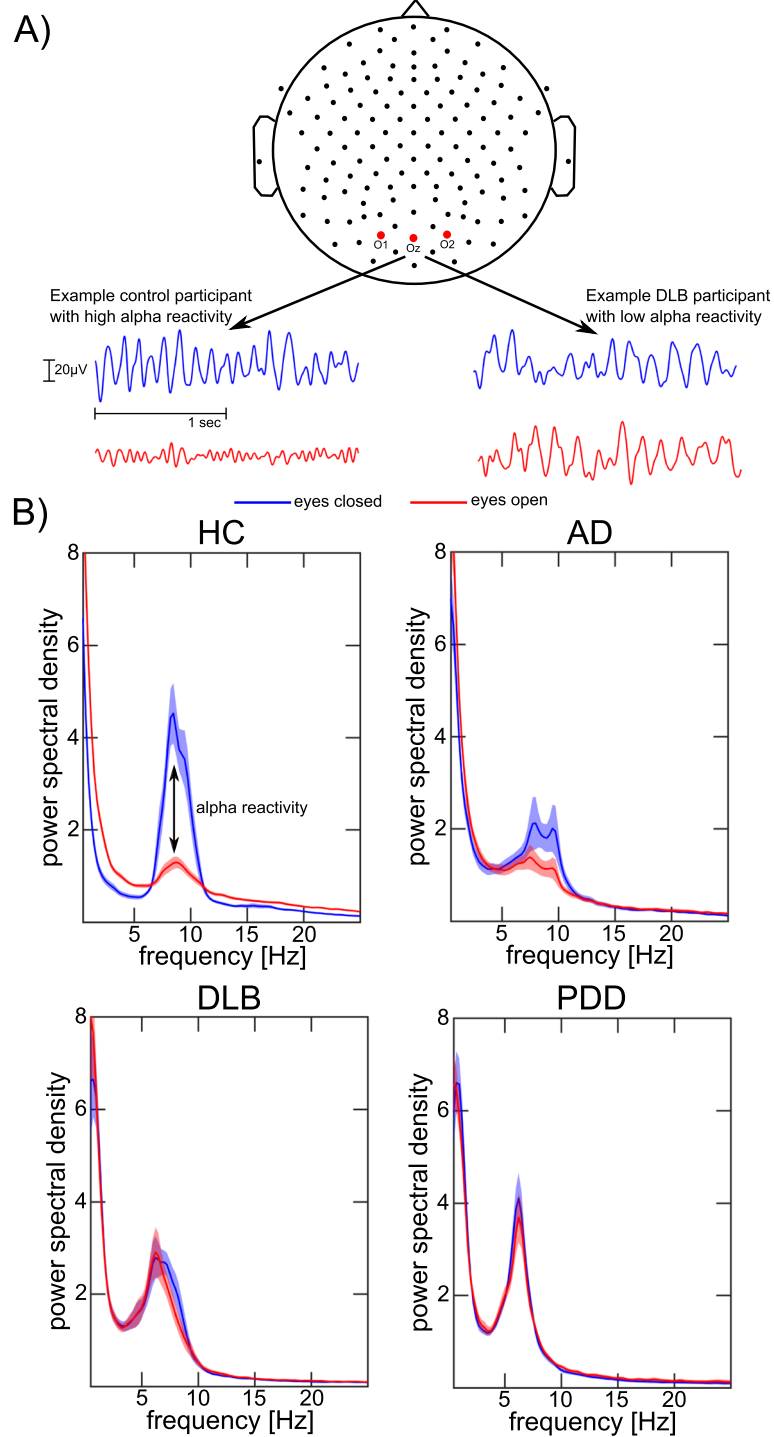 A)
O1
Oz
O2
Example control participant
with high alpha reactivity
Example DLB participant
with low alpha reactivity
20μV
1 sec
eyes closed
eyes open
B)
HC
8
6
4
2
power spectral density
alpha reactivity
5
10
15
20
frequency [Hz]
AD
8
6
4
2
power spectral density
5
10
15
20
frequency [Hz]
DLB
8
6
4
2
power spectral density
5
10
15
20
frequency [Hz]
PDD
8
6
4
2
power spectral density
5
10
15
20
frequency [Hz]